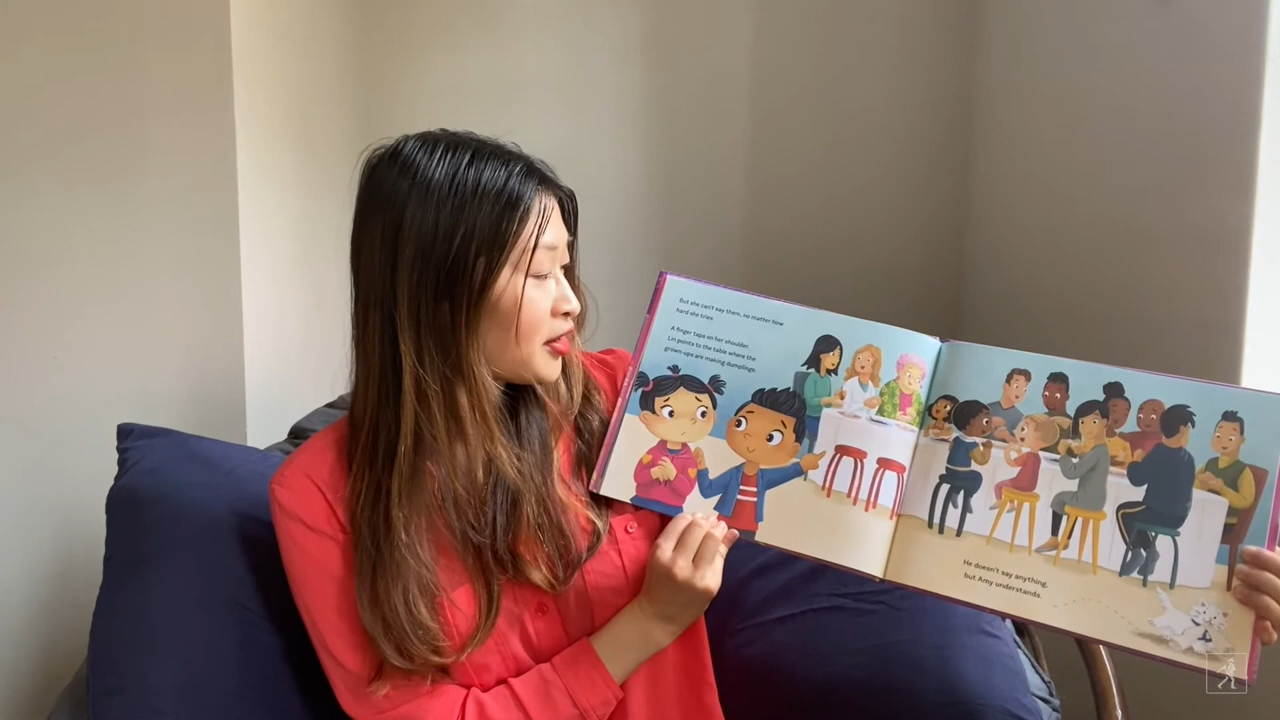 But she can't say them, no matter how
hard she tries.
A finger taps on her shoulder.
Lin points to the table where the
grown-ups are making dumplings.
He doesn't say anything,
but Amy understands.